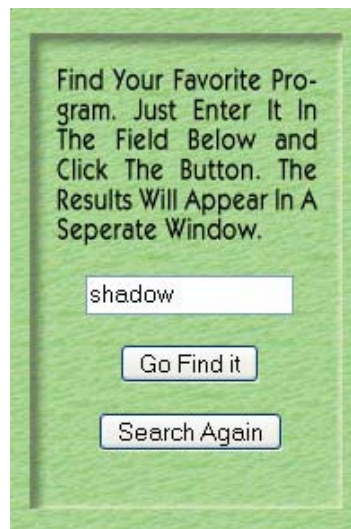 Find Your Favorite Pro-
gram. Just Enter It In
The Field Below and
Click The Button. The
Results Will Appear In A
Seperate Window.
shadow
Go Find it
Search Again